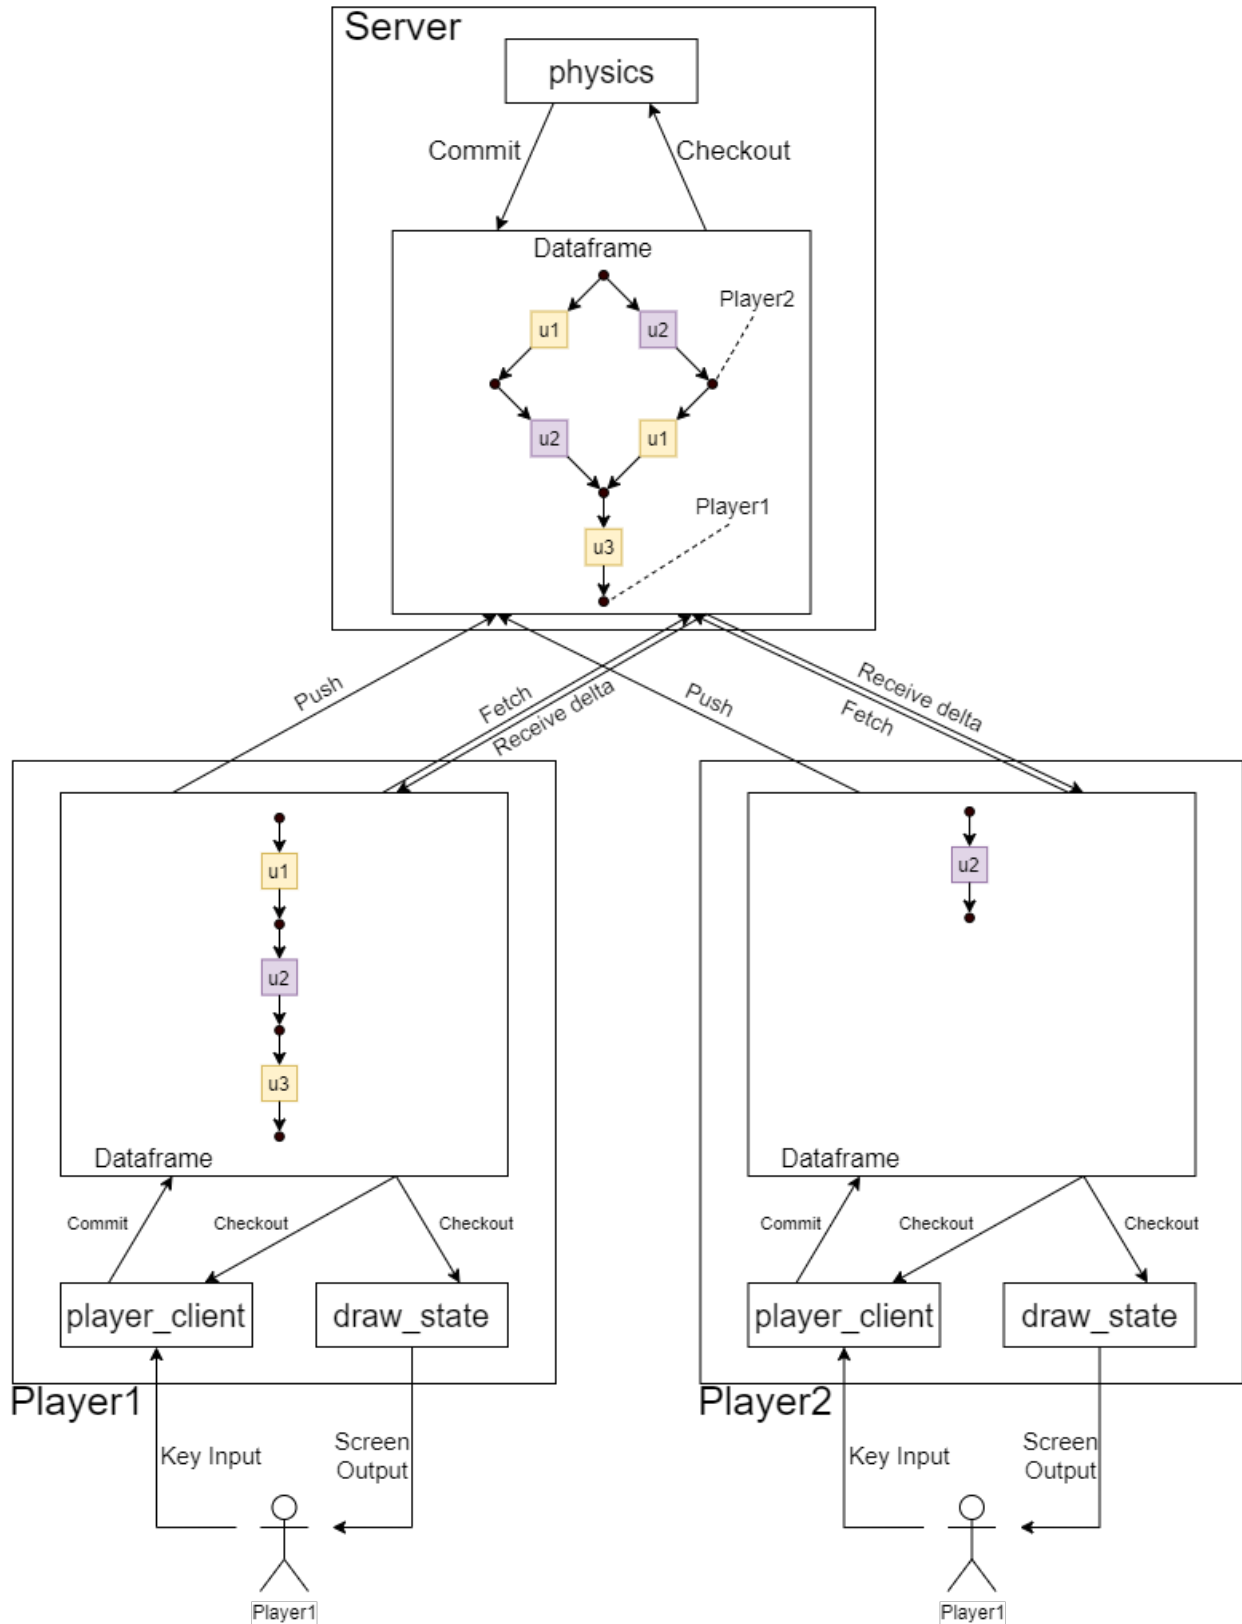 Server
physics
Commit
Checkout
Dataframe
Player2
u1
u2
u2
u1
Player1
u3
Push
Fetch
Receive delta
Push
Receive delta
Fetch
u1
u2
u3
Dataframe
Commit
Checkout
Checkout
player_client
draw_state
Player1
Key Input
Screen
Output
Player1
u2
Dataframe
Commit
Checkout
Checkout
player_client
draw_state
Player2
Key Input
Screen
Output
Player1